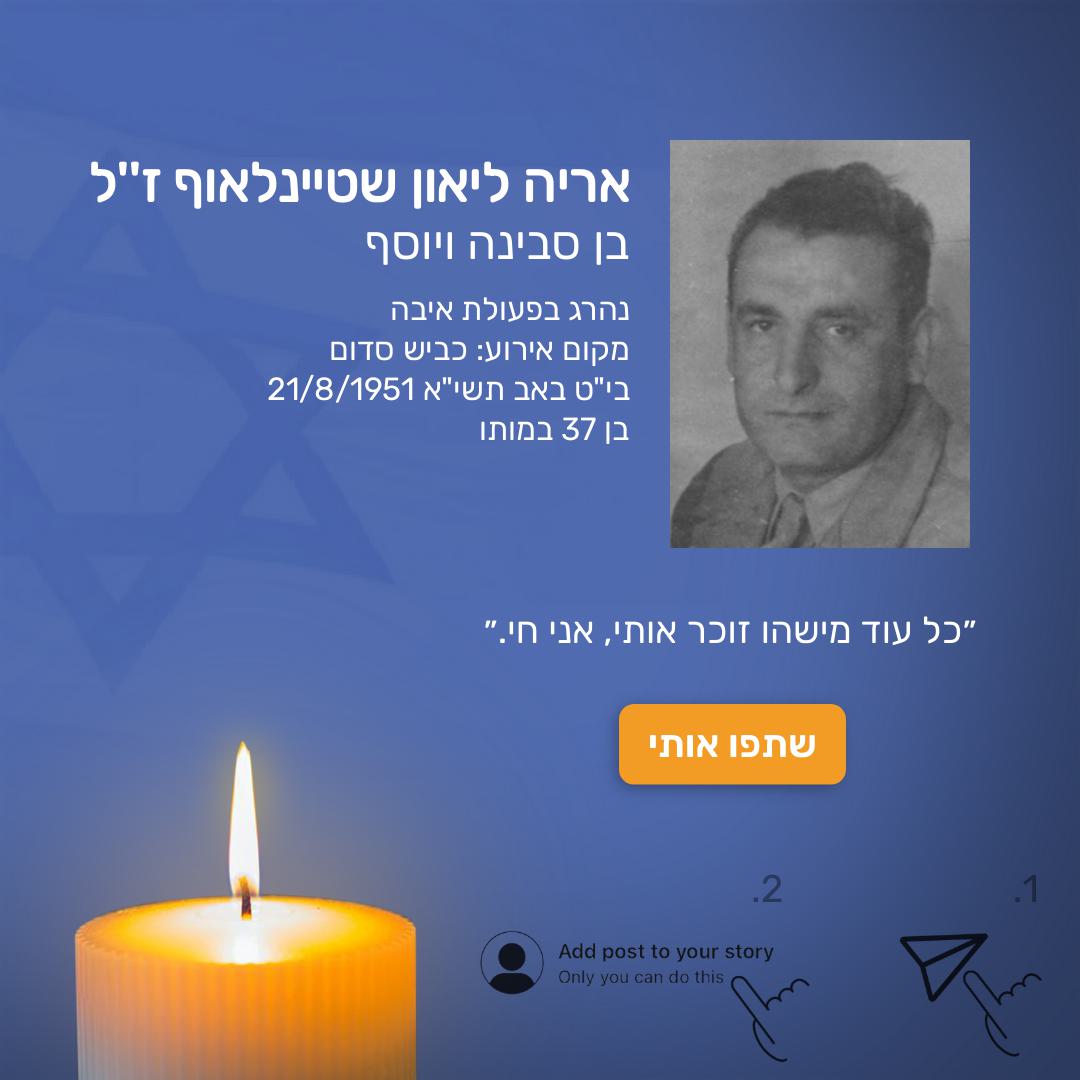 אריה ליאון שטיינלאוף ז''ל
בן סבינה ויוסף
נהרג בפעולת איבה
מקום אירוע: כביש סדום
בי"ט באב תשי"א 21/8/1951
בן 37 במותו
״כל עוד מישהו זוכר אותי, אני חי.״
שתפו אותי
1.
2.
Add post to your story
Only you can do this